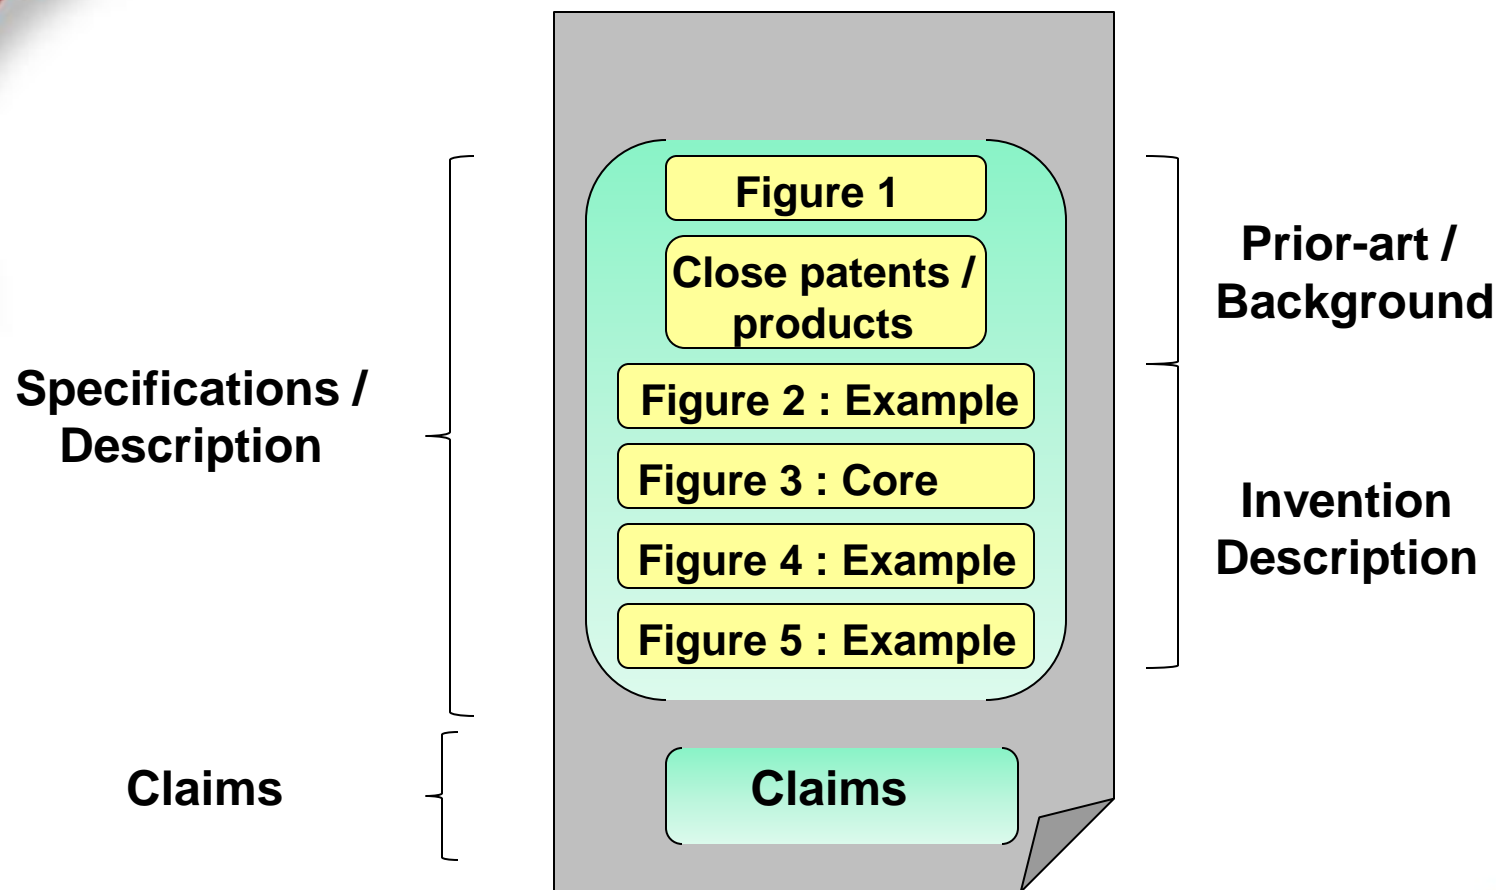 Figure 1
Close patents /
products
Figure 2 : Example
Figure 3 : Core
Figure 4 : Example
Figure 5 : Example
Claims
Specifications /
Description
Claims
Prior-art /
Background
Invention
Description